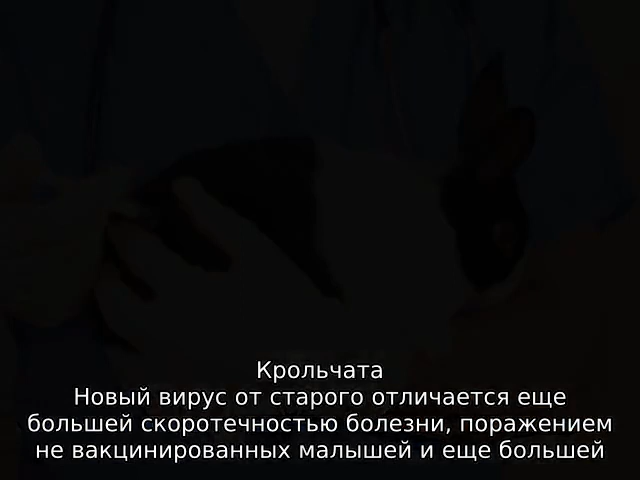 Крольчата
Новый вирус от старого отличается еще
большей скоротечностью болезни, поражением
не вакцинированных малышей и еще большей